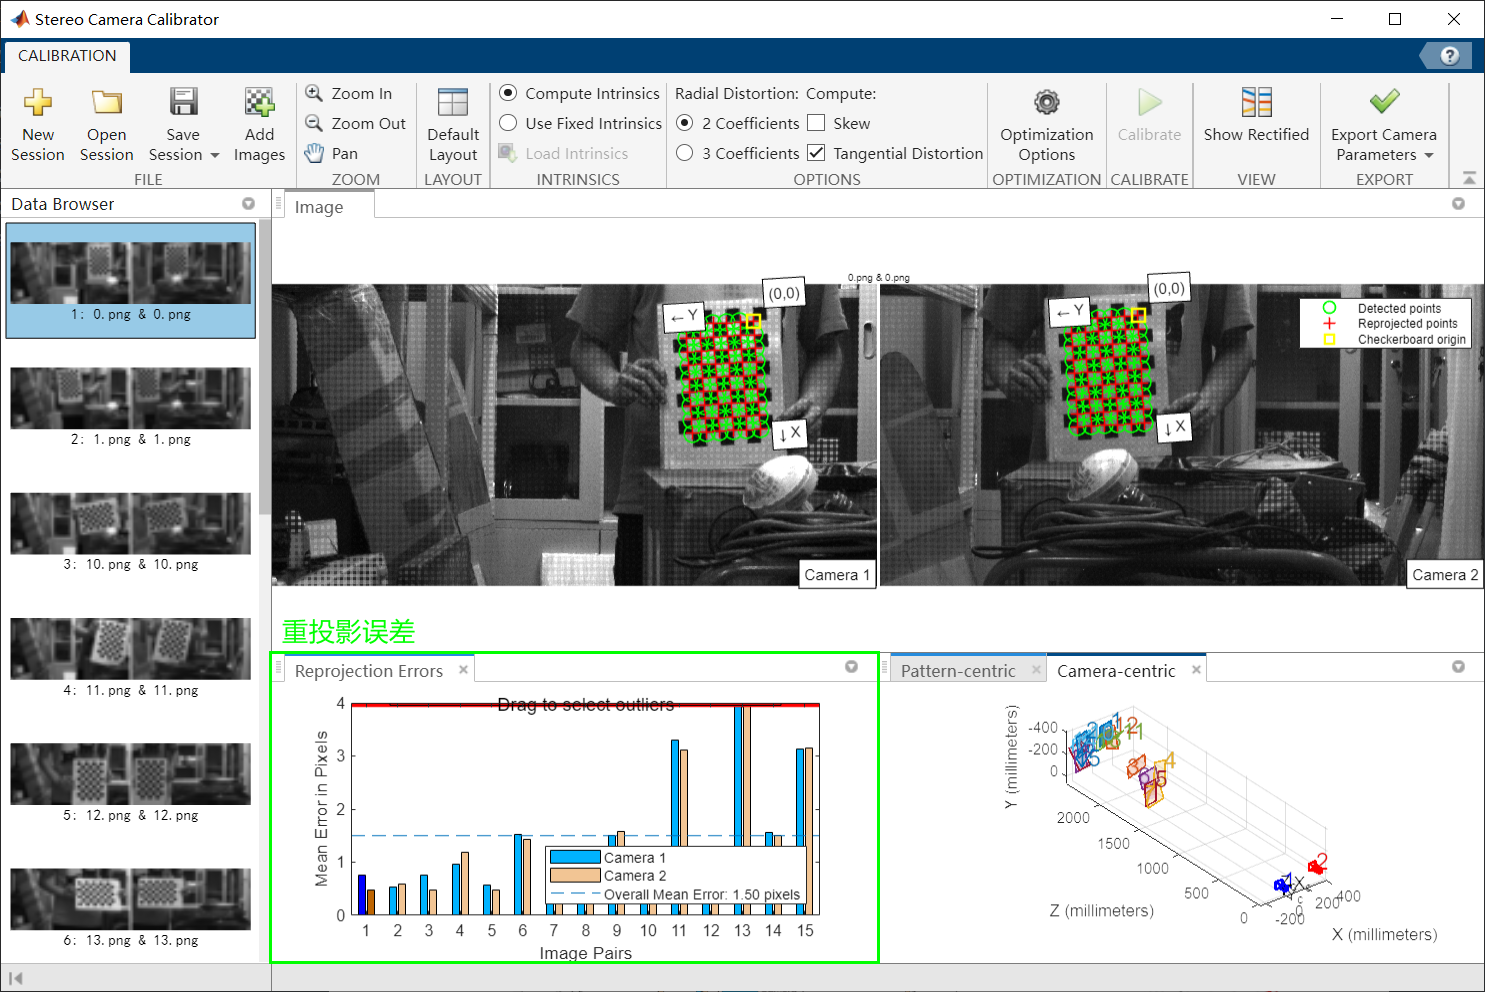 Stereo Camera Calibrator
CALIBRATION
?
New Session
Open Session
Save Session
Add Images
FILE
Zoom In
Zoom Out
Pan
ZOOM
Default Layout
LAYOUT
Compute Intrinsics
Use Fixed Intrinsics
Load Intrinsics
INTRINSICS
Radial Distortion: Compute:
2 Coefficients Skew
3 Coefficients Tangential Distortion
OPTIONS
Optimization Options
OPTIMIZATION
Calibrate
CALIBRATE
Show Rectified
VIEW
Export Camera Parameters
EXPORT
Data Browser
1: 0.png & 0.png
2: 1.png & 1.png
3: 10.png & 10.png
4: 11.png & 11.png
5: 12.png & 12.png
6: 13.png & 13.png
Image
0.png & 0.png
(0,0)
←Y
↓X
Camera 1
(0,0)
←Y
↓X
Camera 2
Detected points
Reprojected points
Checkerboard origin
重投影误差
Reprojection Errors
Drag to select outliers
Mean Error in Pixels
4
3
2
1
0
Camera 1
Camera 2
Overall Mean Error: 1.50 pixels
1 2 3 4 5 6 7 8 9 10 11 12 13 14 15
Image Pairs
Pattern-centric
Camera-centric
Y (millimeters)
-400
-200
0
2000
1500
1000
500
0
Z (millimeters)
-200
0
200
400
X (millimeters)